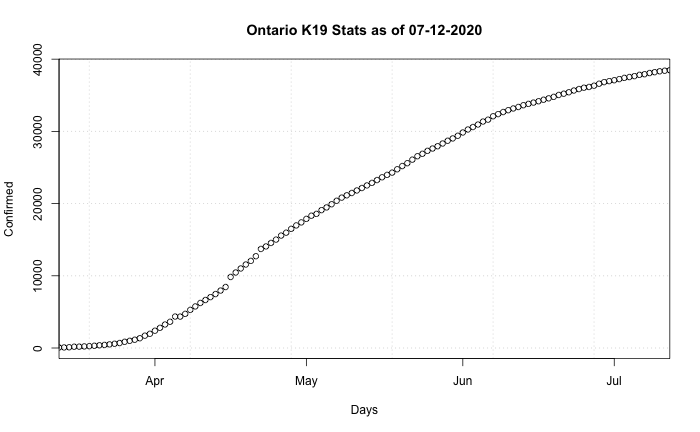 Ontario K19 Stats as of 07-12-2020
40000
30000
20000
10000
0
Confirmed
Apr May Jun Jul
Days